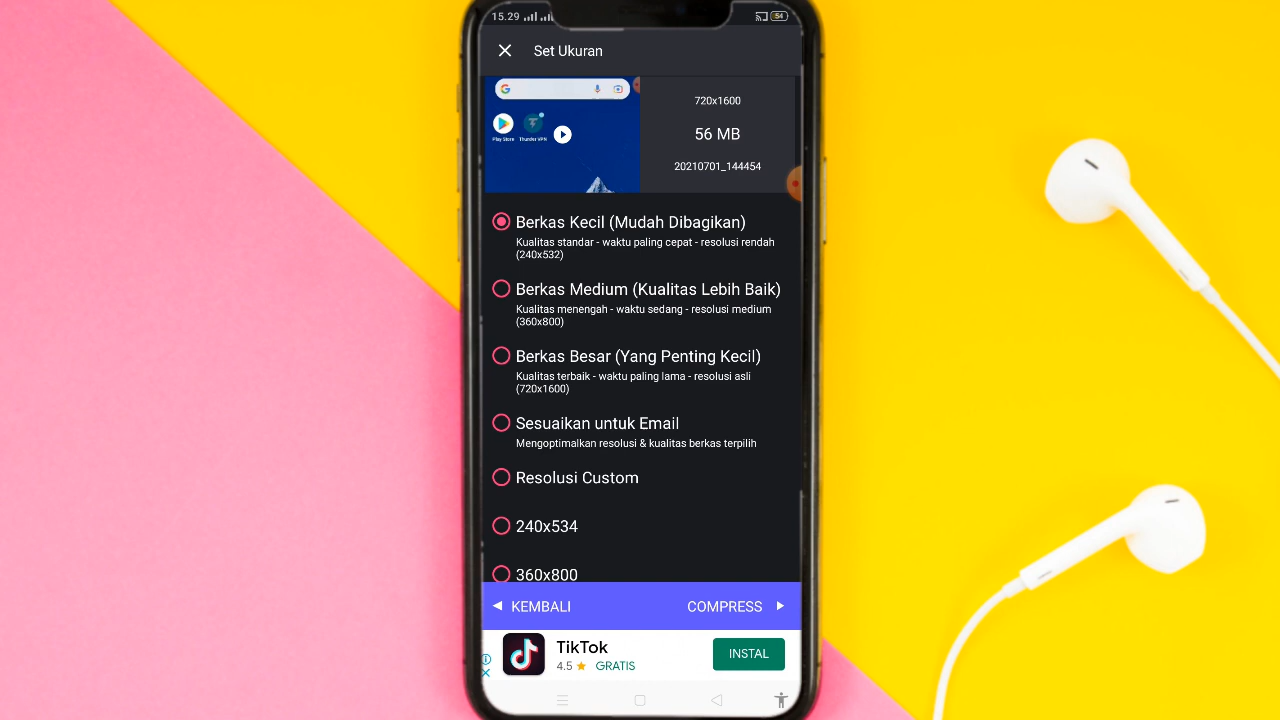 15.29
54
Set Ukuran
Play Store
Thunder VPN
720x1600
56 MB
20210701_144454
Berkas Kecil (Mudah Dibagikan)
Kualitas standar - waktu paling cepat - resolusi rendah
(240x532)
Berkas Medium (Kualitas Lebih Baik)
Kualitas menengah - waktu sedang - resolusi medium
(360x800)
Berkas Besar (Yang Penting Kecil)
Kualitas terbaik - waktu paling lama - resolusi asli
(720x1600)
Sesuaikan untuk Email
Mengoptimalkan resolusi & kualitas berkas terpilih
Resolusi Custom
240x534
360x800
KEMBALI
COMPRESS
TikTok
4.5 ★ GRATIS
INSTAL